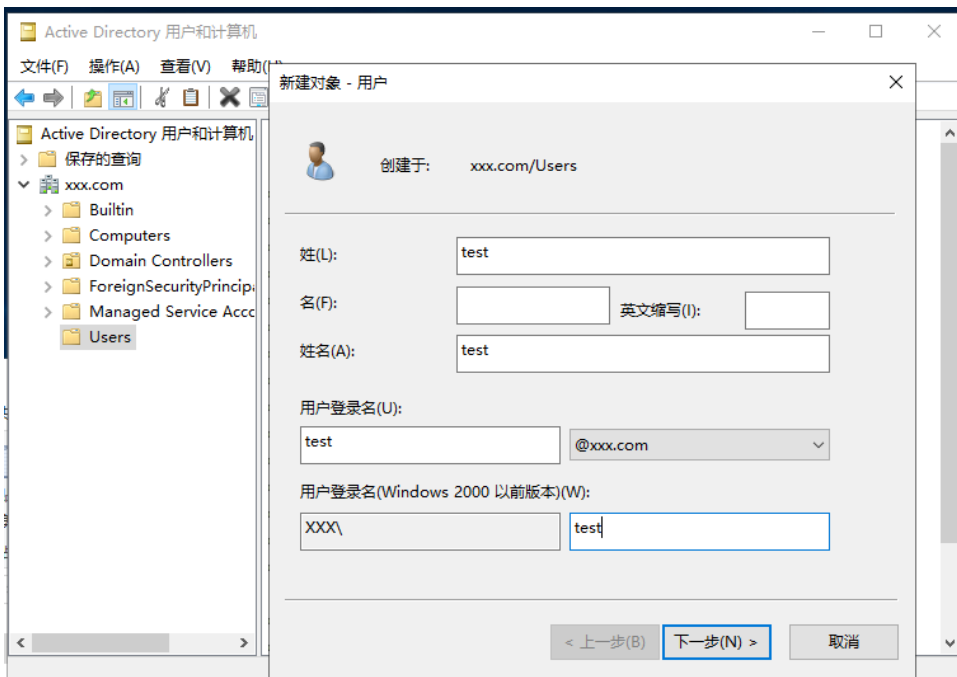 Active Directory 用户和计算机
文件(F) 操作(A) 查看(V) 帮助(
新建对象 - 用户
Active Directory 用户和计算机
保存的查询
xxx.com
Builtin
Computers
Domain Controllers
ForeignSecurityPrincipa
Managed Service Acco
Users
创建于: xxx.com/Users
姓(L): test
名(F):
英文缩写(I):
姓名(A): test
用户登录名(U):
test @xxx.com
用户登录名(Windows 2000 以前版本)(W):
XXX\ test
< 上一步(B) 下一步(N) > 取消